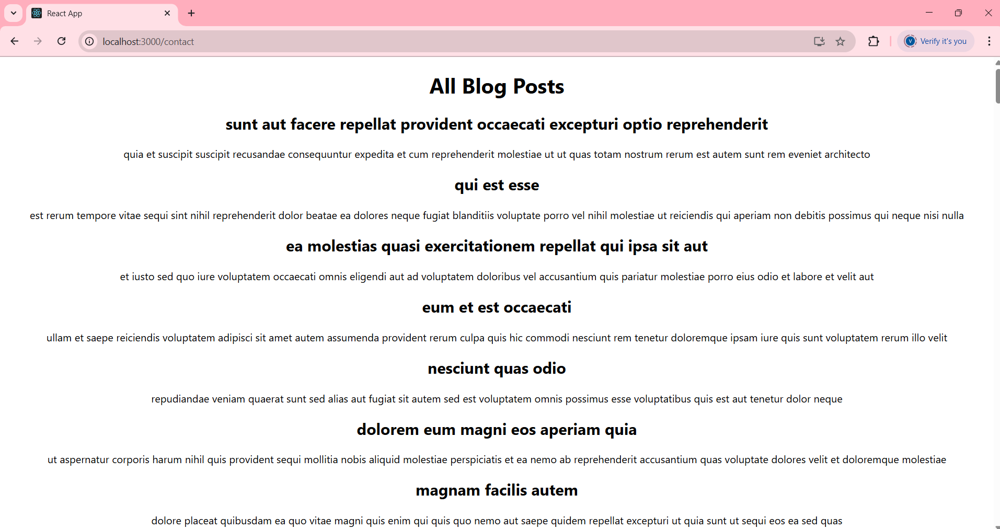 React App
localhost:3000/contact
V Verify it's you
All Blog Posts
sunt aut facere repellat provident occaecati excepturi optio reprehenderit
quia et suscipit suscipit recusandae consequuntur expedita et cum reprehenderit molestiae ut ut quas totam nostrum rerum est autem sunt rem eveniet architecto
qui est esse
est rerum tempore vitae sequi sint nihil reprehenderit dolor beatae ea dolores neque fugiat blanditiis voluptate porro vel nihil molestiae ut reiciendis qui aperiam non debitis possimus qui neque nisi nulla
ea molestias quasi exercitationem repellat qui ipsa sit aut
et iusto sed quo iure voluptatem occaecati omnis eligendi aut ad voluptatem doloribus vel accusantium quis pariatur molestiae porro eius odio et labore et velit aut
eum et est occaecati
ullam et saepe reiciendis voluptatem adipisci sit amet autem assumenda provident rerum culpa quis hic commodi nesciunt rem tenetur doloremque ipsam iure quis sunt voluptatem rerum illo velit
nesciunt quas odio
repudiandae veniam quaerat sunt sed alias aut fugiat sit autem sed est voluptatem omnis possimus esse voluptatibus quis est aut tenetur dolor neque
dolorem eum magni eos aperiam quia
ut aspernatur corporis harum nihil quis provident sequi mollitia nobis aliquid molestiae perspiciatis et ea nemo ab reprehenderit accusantium quas voluptate dolores velit et doloremque molestiae
magnam facilis autem
dolore placeat quibusdam ea quo vitae magni quis enim qui quis quo nemo aut saepe quidem repellat excepturi ut quia sunt ut sequi eos ea sed quas